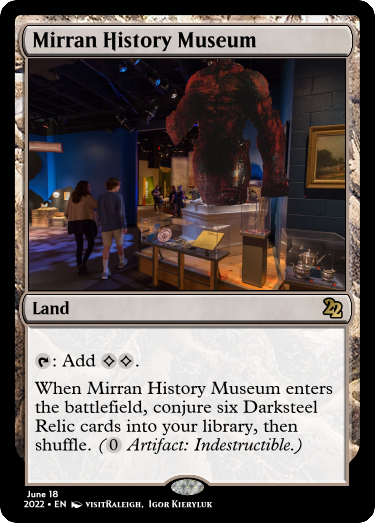 Mirran History Museum
Land
22
: Add .
When Mirran History Museum enters
the battlefield, conjure six Darksteel
Relic cards into your library, then
shuffle. (0 Artifact: Indestructible.)
June 18
2022 • EN visitRaleigh, Igor Kieryluk